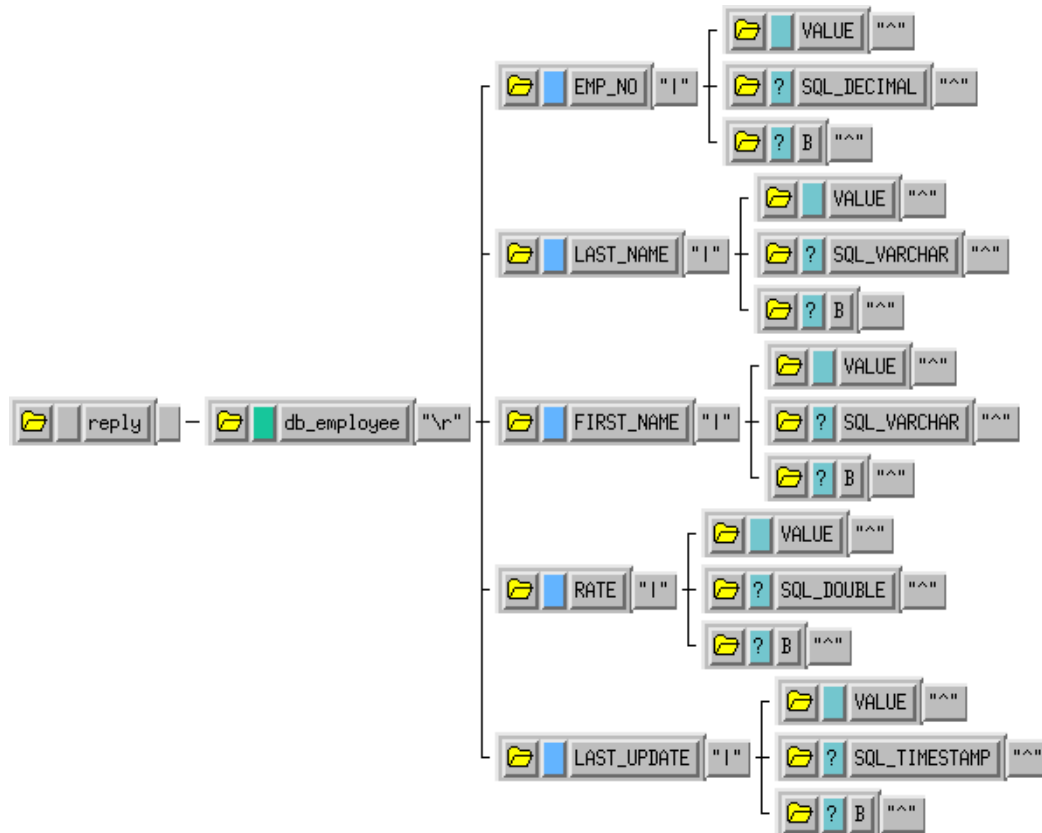 VALUE "^"
EMP_NO "|" ? SQL_DECIMAL "^"
? B "^"
VALUE "^"
LAST_NAME "|" ? SQL_VARCHAR "^"
? B "^"
VALUE "^"
reply db_employee "\r" FIRST_NAME "|" ? SQL_VARCHAR "^"
? B "^"
VALUE "^"
RATE "|" ? SQL_DOUBLE "^"
? B "^"
VALUE "^"
LAST_UPDATE "|" ? SQL_TIMESTAMP "^"
? B "^"